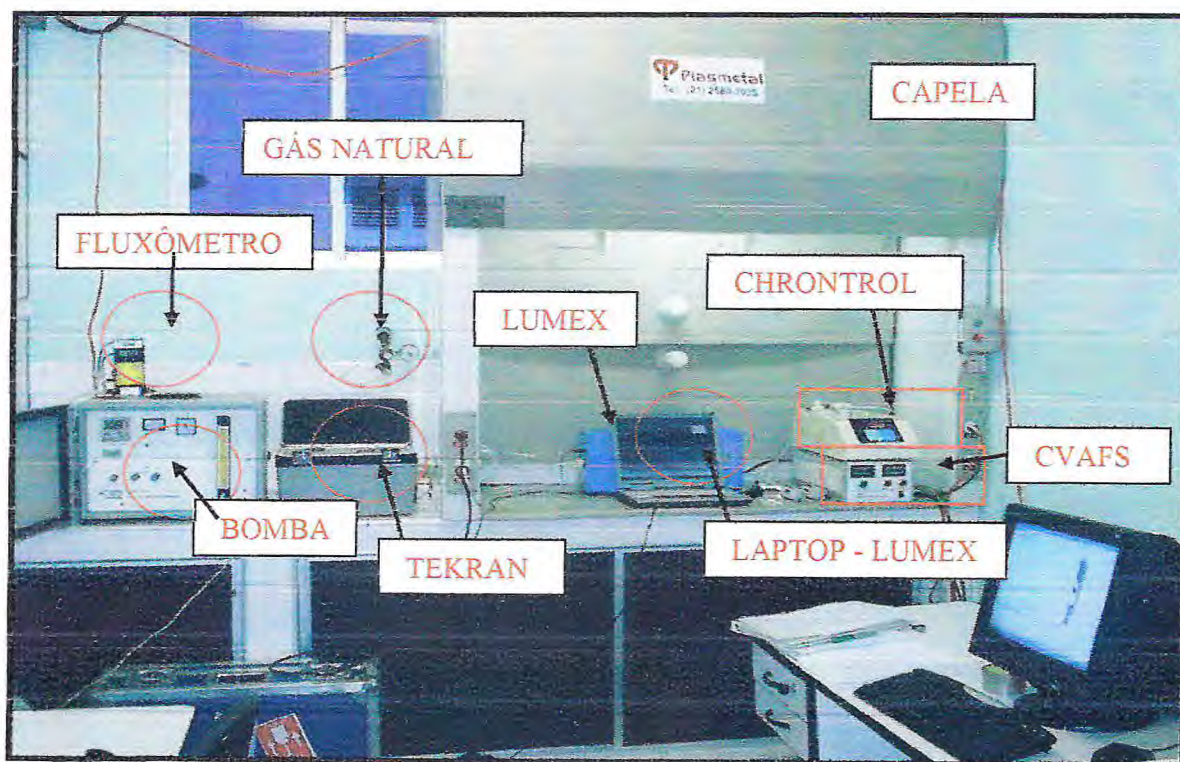 Plasmetal
CAPELA
GÁS NATURAL
FLUXÔMETRO
CHRONTROL
LUMEX
CVAFS
BOMBA
TEKRAN
LAPTOP - LUMEX